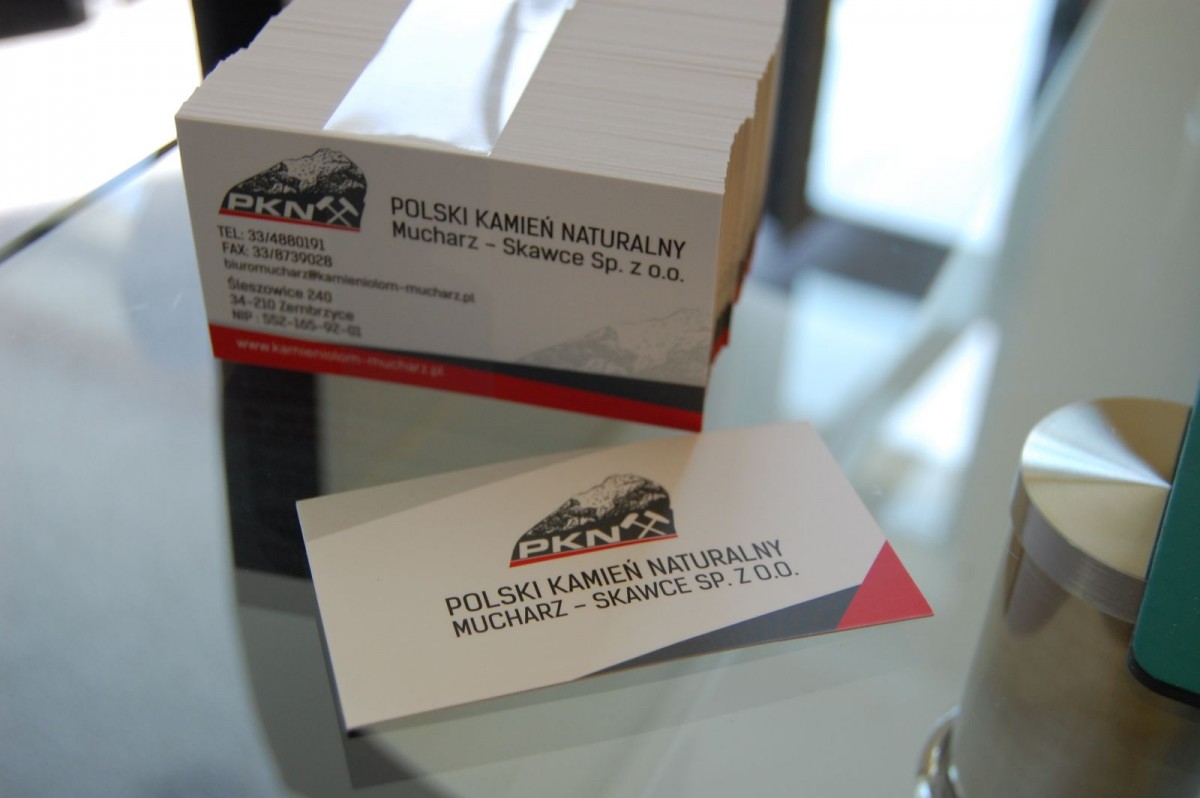 PKN
POLSKI KAMIEŃ NATURALNY
Mucharz - Skawce Sp. z o.o.
TEL: 33/4880191
FAX: 33/8739028
biuromucharz@kamieniolom-mucharz.pl
Śleszowice 240
34-210 Zembrzyce
NIP : 552-165-92-01
www.kamieniolom-mucharz.pl
PKN
POLSKI KAMIEŃ NATURALNY
MUCHARZ - SKAWCE SP. Z O.O.